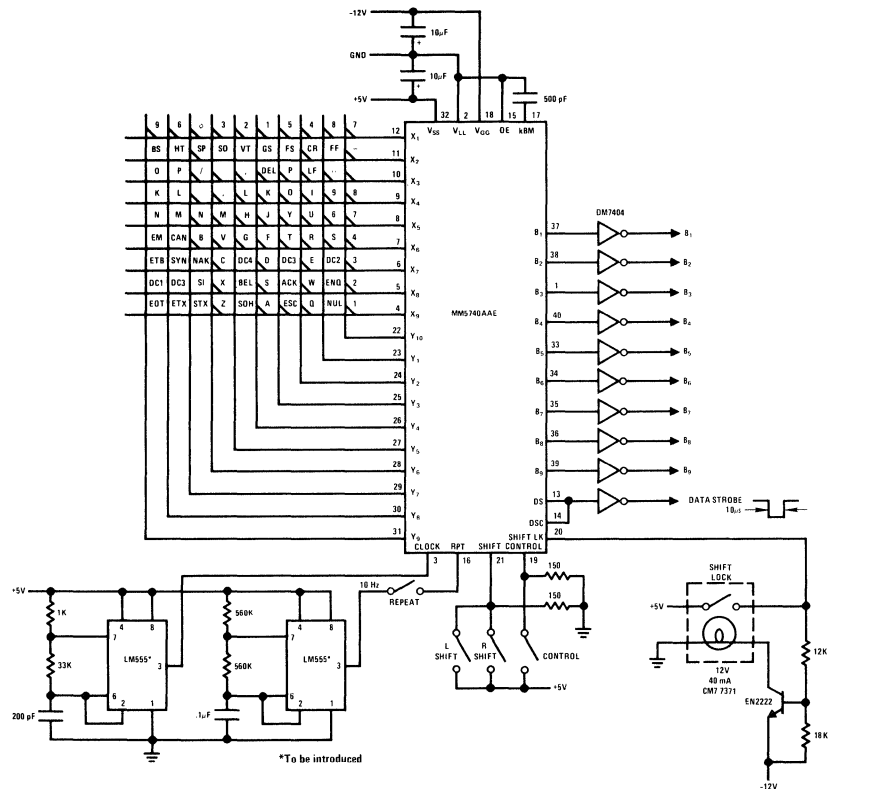 -12V
10µF
+
GND
10µF
+
+5V
500 pF
32 2 18 15 17
VSS VLL VGG OE kBM
9 6 3 2 1 5 4 8 7
12 X1
BS HT SP SO VT GS FS CR FF -
11 X2
O P / . DEL P LF
10 X3
K L . L K O I 9 8
9 X4
N M N M H J Y U 6 7
8 X5
EM CAN B V G F T R S 4
7 X6
ETB SYN NAK C DC4 D DC3 E DC2 3
6 X7
DC1 DC3 SI X BEL S ACK W ENQ 2
5 X8
EOT ETX STX Z SOH A ESC Q NUL 1
4 X9
22 Y10
23 Y1
24 Y2
25 Y3
26 Y4
27 Y5
28 Y6
29 Y7
30 Y8
31 Y9
MM5740AAE
DM7404
B1 37 B1
B2 38 B2
B3 1 B3
B4 40 B4
B5 33 B5
B6 34 B6
B7 35 B7
B8 36 B8
B9 39 B9
DS 13 DATA STROBE
10µs
DSC 14
SHIFT LK 20
CLOCK RPT SHIFT CONTROL
3 16 21 19
+5V
1K
33K
200 pF
4 8
7
LM555*
3
6
2 1
560K
560K
.1µF
4 8
7
LM555*
3
6
2 1
10 Hz
REPEAT
*To be introduced
150
150
L SHIFT
R SHIFT
CONTROL
+5V
SHIFT LOCK
+5V
12V
40 mA
CM7 7371
12K
EN2222
18K
-12V